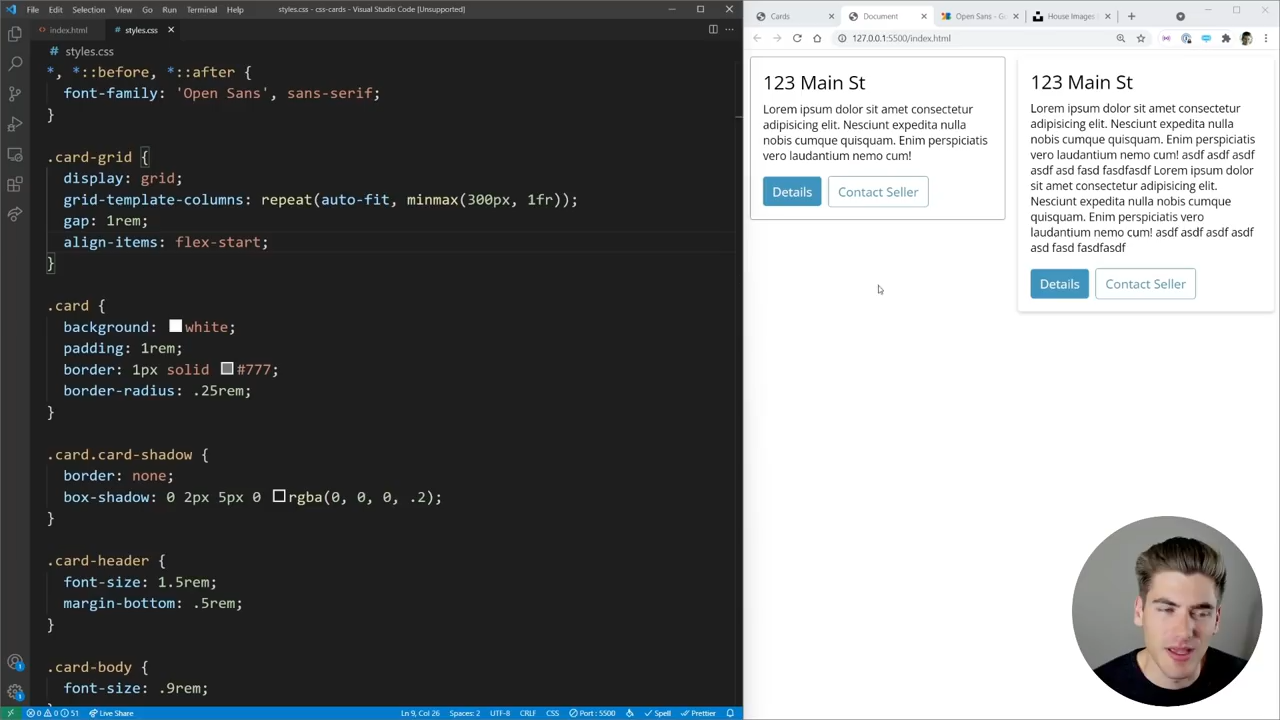 File Edit Selection View Go Run Terminal Help
styles.css - css-cards - Visual Studio Code [Unsupported]
index.html
styles.css
# styles.css
*, *::before, *::after {
font-family: 'Open Sans', sans-serif;
}
.card-grid {
display: grid;
grid-template-columns: repeat(auto-fit, minmax(300px, 1fr));
gap: 1rem;
align-items: flex-start;
}
.card {
background: white;
padding: 1rem;
border: 1px solid #777;
border-radius: .25rem;
}
.card.card-shadow {
border: none;
box-shadow: 0 2px 5px 0 rgba(0, 0, 0, .2);
}
.card-header {
font-size: 1.5rem;
margin-bottom: .5rem;
}
.card-body {
font-size: .9rem;
0 0 51
Live Share
Ln 9, Col 26 Spaces: 2 UTF-8 CRLF CSS Port : 5500 Spell Prettier
Cards
Document
Open Sans - Go
House Images
127.0.0.1:5500/index.html
123 Main St
Lorem ipsum dolor sit amet consectetur
adipisicing elit. Nesciunt expedita nulla
nobis cumque quisquam. Enim perspiciatis
vero laudantium nemo cum!
Details
Contact Seller
123 Main St
Lorem ipsum dolor sit amet consectetur
adipisicing elit. Nesciunt expedita nulla
nobis cumque quisquam. Enim perspiciatis
vero laudantium nemo cum! asdf asdf asdf
asdf asd fasd fasdfasdf Lorem ipsum dolor
sit amet consectetur adipisicing elit.
Nesciunt expedita nulla nobis cumque
quisquam. Enim perspiciatis vero
laudantium nemo cum! asdf asdf asdf asdf
asd fasd fasdfasdf
Details
Contact Seller